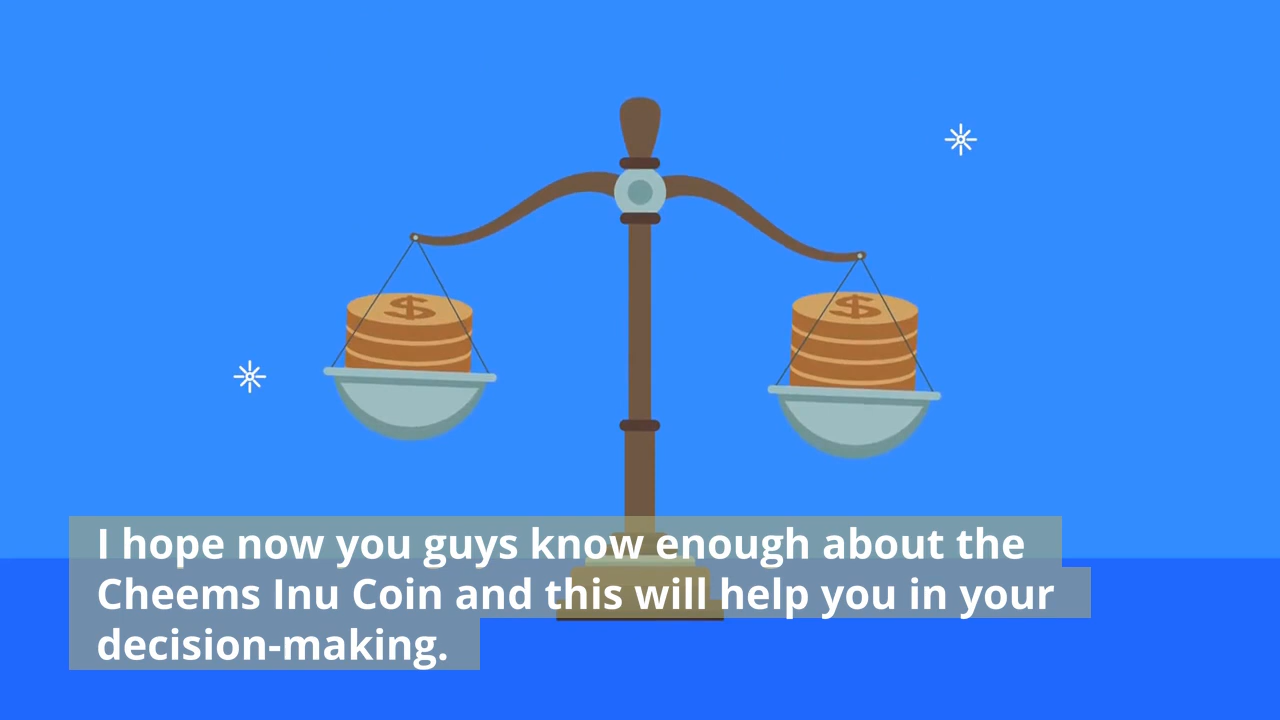 $ $
I hope now you guys know enough about the
Cheems Inu Coin and this will help you in your
decision-making.